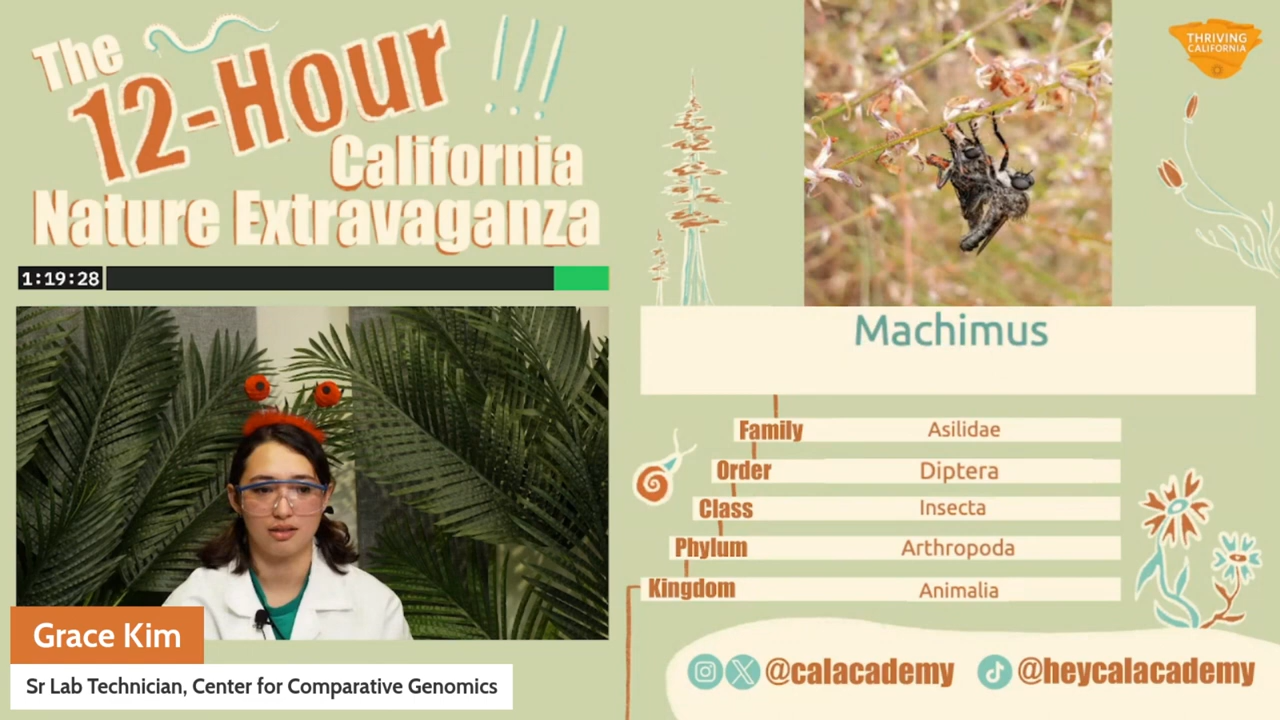 The
12-Hour
California
Nature Extravaganza
!!!
THRIVING
CALIFORNIA
1:19:28
Machimus
Family Asilidae
Order Diptera
Class Insecta
Phylum Arthropoda
Kingdom Animalia
Grace Kim
Sr Lab Technician, Center for Comparative Genomics
@calacademy @heycalacademy